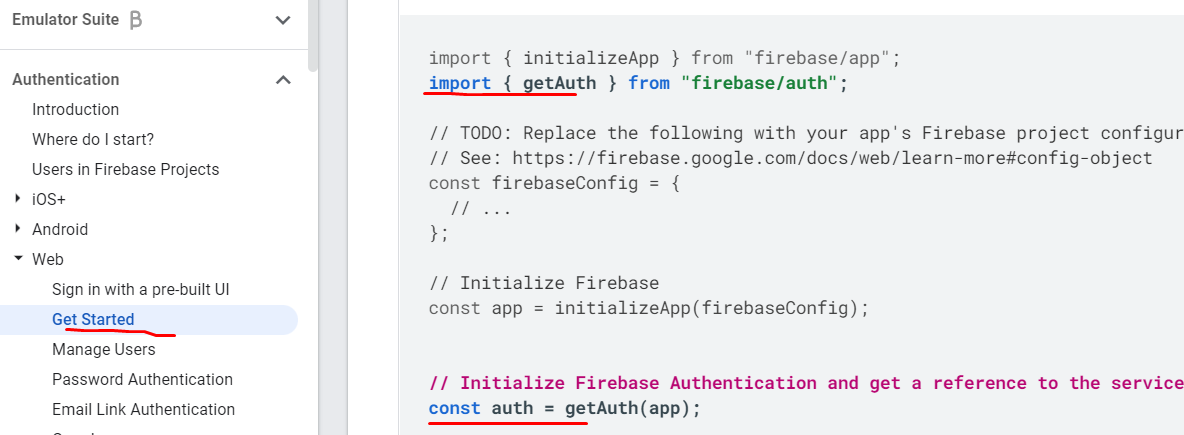 Emulator Suite β
Authentication
Introduction
Where do I start?
Users in Firebase Projects
iOS+
Android
Web
Sign in with a pre-built UI
Get Started
Manage Users
Password Authentication
Email Link Authentication
import { initializeApp } from "firebase/app";
import { getAuth } from "firebase/auth";
// TODO: Replace the following with your app's Firebase project configur
// See: https://firebase.google.com/docs/web/learn-more#config-object
const firebaseConfig = {
// ...
};
// Initialize Firebase
const app = initializeApp(firebaseConfig);
// Initialize Firebase Authentication and get a reference to the service
const auth = getAuth(app);